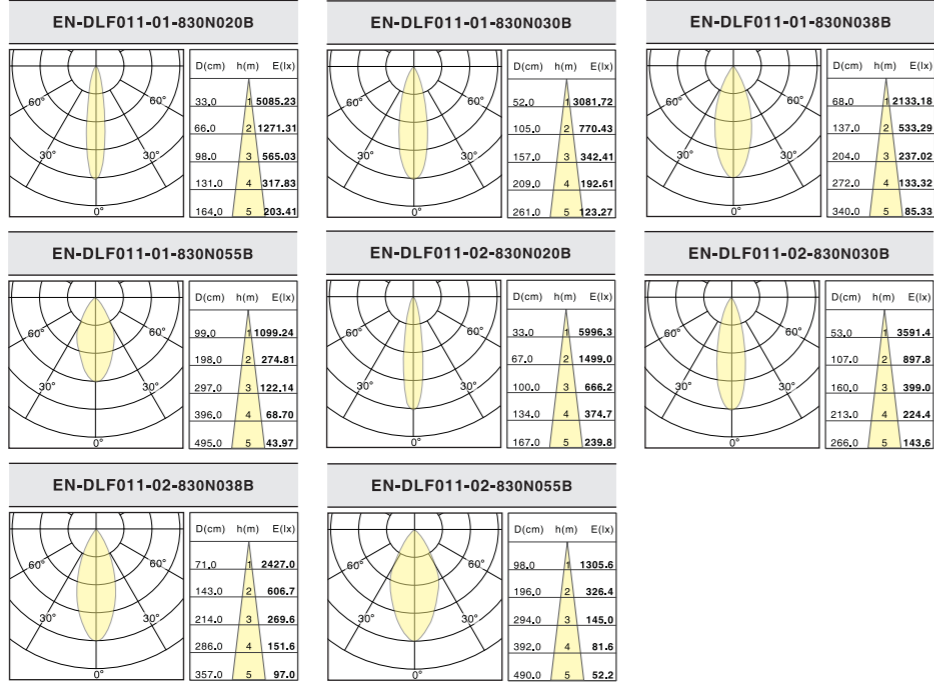 EN-DLF011-01-830N020B
D(cm) h(m) E(lx)
33.0 1 5085.23
66.0 2 1271.31
98.0 3 565.03
131.0 4 317.83
164.0 5 203.41
60° 60°
30° 30°
0°
EN-DLF011-01-830N030B
D(cm) h(m) E(lx)
52.0 1 3081.72
105.0 2 770.43
157.0 3 342.41
209.0 4 192.61
261.0 5 123.27
60° 60°
30° 30°
0°
EN-DLF011-01-830N038B
D(cm) h(m) E(lx)
68.0 1 2133.18
137.0 2 533.29
204.0 3 237.02
272.0 4 133.32
340.0 5 85.33
60° 60°
30° 30°
0°
EN-DLF011-01-830N055B
D(cm) h(m) E(lx)
99.0 1 1099.24
198.0 2 274.81
297.0 3 122.14
396.0 4 68.70
495.0 5 43.97
60° 60°
30° 30°
0°
EN-DLF011-02-830N020B
D(cm) h(m) E(lx)
33.0 1 5996.3
67.0 2 1499.0
100.0 3 666.2
134.0 4 374.7
167.0 5 239.8
60° 60°
30° 30°
0°
EN-DLF011-02-830N030B
D(cm) h(m) E(lx)
53.0 1 3591.4
107.0 2 897.8
160.0 3 399.0
213.0 4 224.4
266.0 5 143.6
60° 60°
30° 30°
0°
EN-DLF011-02-830N038B
D(cm) h(m) E(lx)
71.0 1 2427.0
143.0 2 606.7
214.0 3 269.6
286.0 4 151.6
357.0 5 97.0
60° 60°
30° 30°
0°
EN-DLF011-02-830N055B
D(cm) h(m) E(lx)
98.0 1 1305.6
196.0 2 326.4
294.0 3 145.0
392.0 4 81.6
490.0 5 52.2
60° 60°
30° 30°
0°